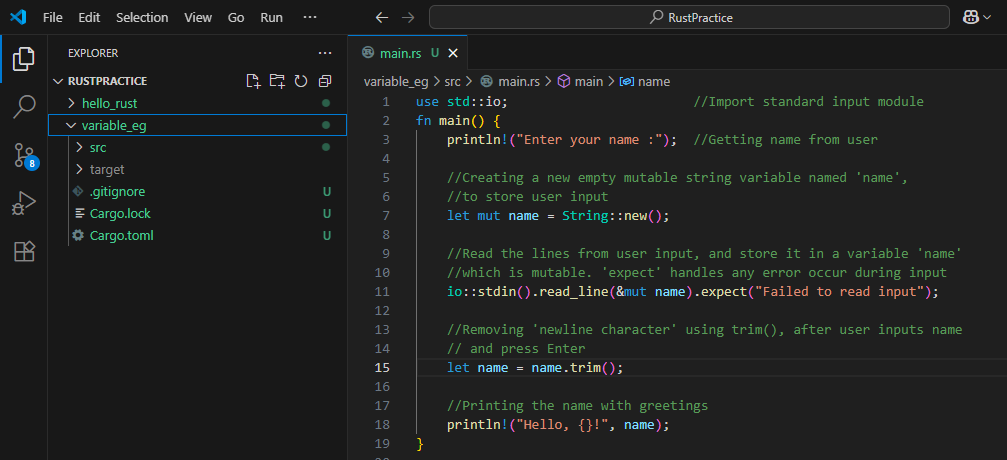 File Edit Selection View Go Run ··· RustPractice
EXPLORER ···
RUSTPRACTICE
hello_rust
variable_eg
src
target
.gitignore U
Cargo.lock U
Cargo.toml U
8
main.rs U
variable_eg > src > main.rs > main > name
1 use std::io; //Import standard input module
2 fn main() {
3 println!("Enter your name :"); //Getting name from user
4
5 //Creating a new empty mutable string variable named 'name',
6 //to store user input
7 let mut name = String::new();
8
9 //Read the lines from user input, and store it in a variable 'name'
10 //which is mutable. 'expect' handles any error occur during input
11 io::stdin().read_line(&mut name).expect("Failed to read input");
12
13 //Removing 'newline character' using trim(), after user inputs name
14 // and press Enter
15 let name = name.trim();
16
17 //Printing the name with greetings
18 println!("Hello, {}!", name);
19 }